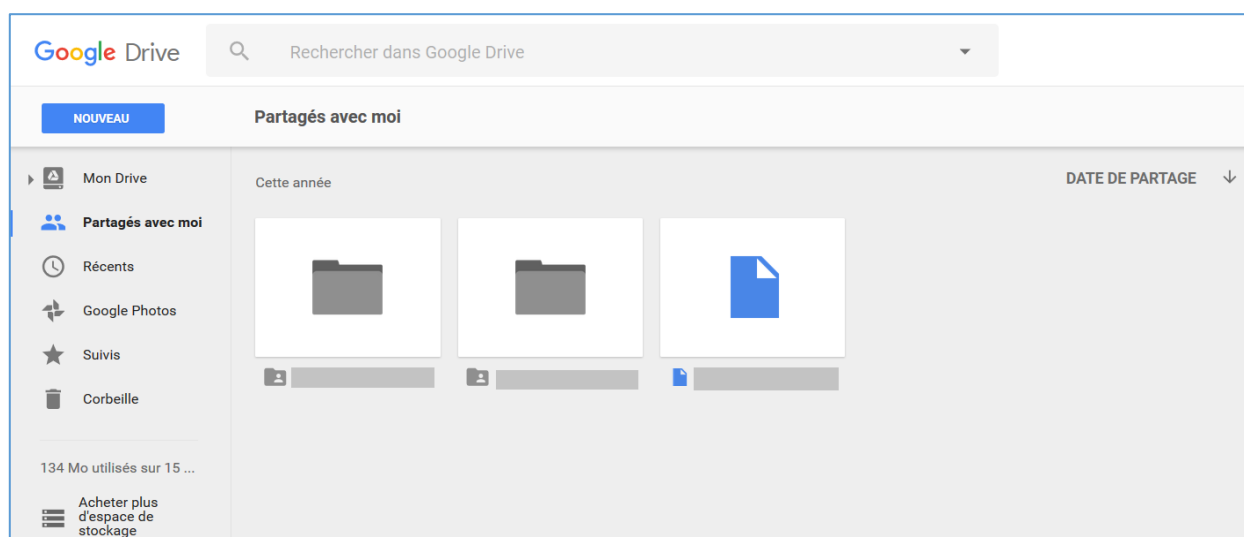 Google Drive
Rechercher dans Google Drive
NOUVEAU
Partagés avec moi
Mon Drive
Partagés avec moi
Récents
Google Photos
Suivis
Corbeille
134 Mo utilisés sur 15 ...
Acheter plus
d'espace de
stockage
Cette année
DATE DE PARTAGE